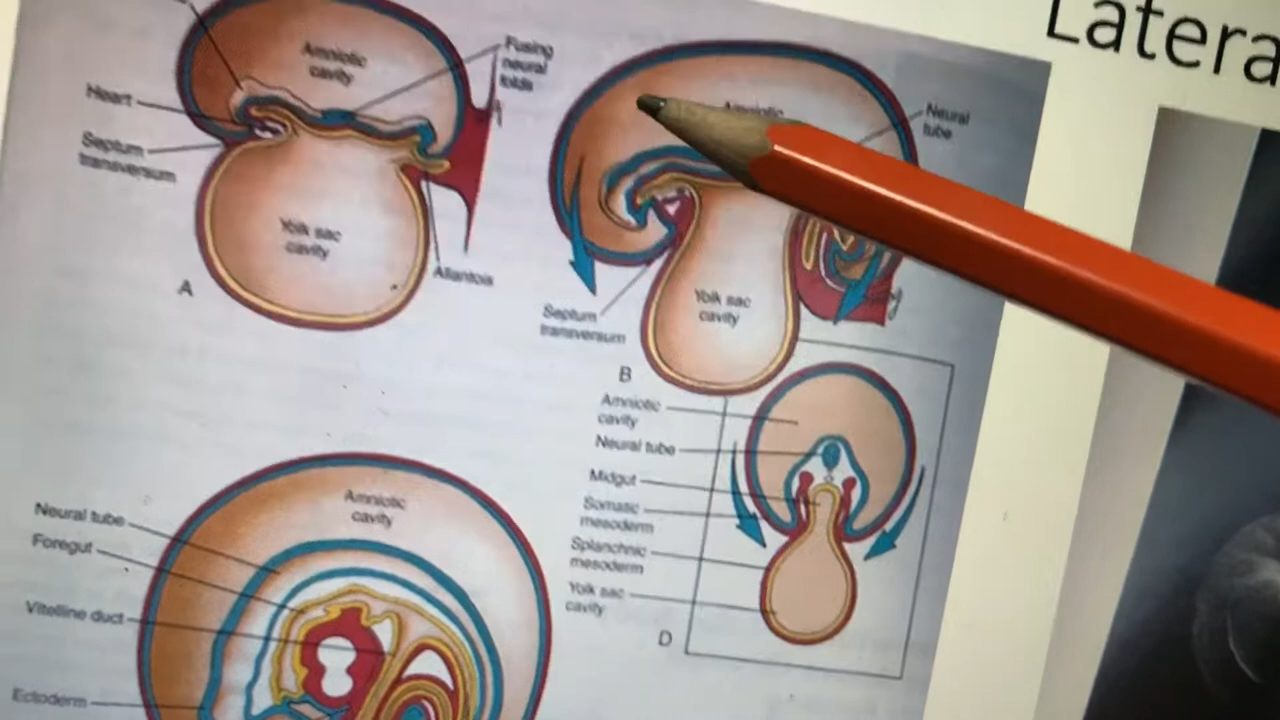 Latera
Amniotic
cavity
Fusing
neural
folds
Heart
Septum
transversum
Yolk sac
cavity
Allantois
A
Amniotic
Neural
tube
Septum
transversum
Yolk sac
cavity
B
Amniotic
cavity
Neural tube
Midgut
Somatic
mesoderm
Splanchnic
mesoderm
Yolk sac
cavity
D
Amniotic
cavity
Neural tube
Foregut
Vitelline duct
Ectoderm